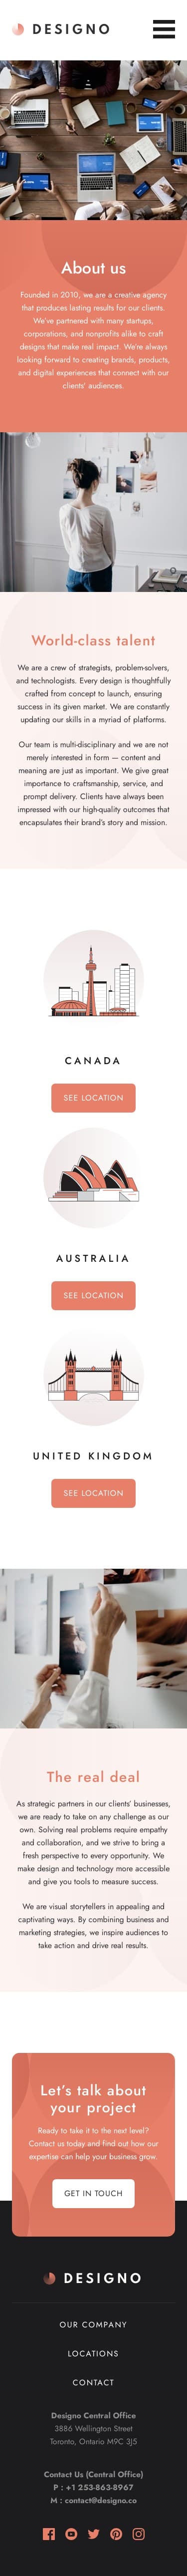 DESIGNO
About us
Founded in 2010, we are a creative agency
that produces lasting results for our clients.
We've partnered with many startups,
corporations, and nonprofits alike to craft
designs that make real impact. We're always
looking forward to creating brands, products,
and digital experiences that connect with our
clients' audiences.
World-class talent
We are a crew of strategists, problem-solvers,
and technologists. Every design is thoughtfully
crafted from concept to launch, ensuring
success in its given market. We are constantly
updating our skills in a myriad of platforms.
Our team is multi-disciplinary and we are not
merely interested in form — content and
meaning are just as important. We give great
importance to craftsmanship, service, and
prompt delivery. Clients have always been
impressed with our high-quality outcomes that
encapsulates their brand's story and mission.
CANADA
SEE LOCATION
AUSTRALIA
SEE LOCATION
UNITED KINGDOM
SEE LOCATION
The real deal
As strategic partners in our clients' businesses,
we are ready to take on any challenge as our
own. Solving real problems require empathy
and collaboration, and we strive to bring a
fresh perspective to every opportunity. We
make design and technology more accessible
and give you tools to measure success.
We are visual storytellers in appealing and
captivating ways. By combining business and
marketing strategies, we inspire audiences to
take action and drive real results.
Let's talk about
your project
Ready to take it to the next level?
Contact us today and find out how our
expertise can help your business grow.
GET IN TOUCH
DESIGNO
OUR COMPANY
LOCATIONS
CONTACT
Designo Central Office
3886 Wellington Street
Toronto, Ontario M9C 3J5
Contact Us (Central Office)
P : +1 253-863-8967
M : contact@designo.co